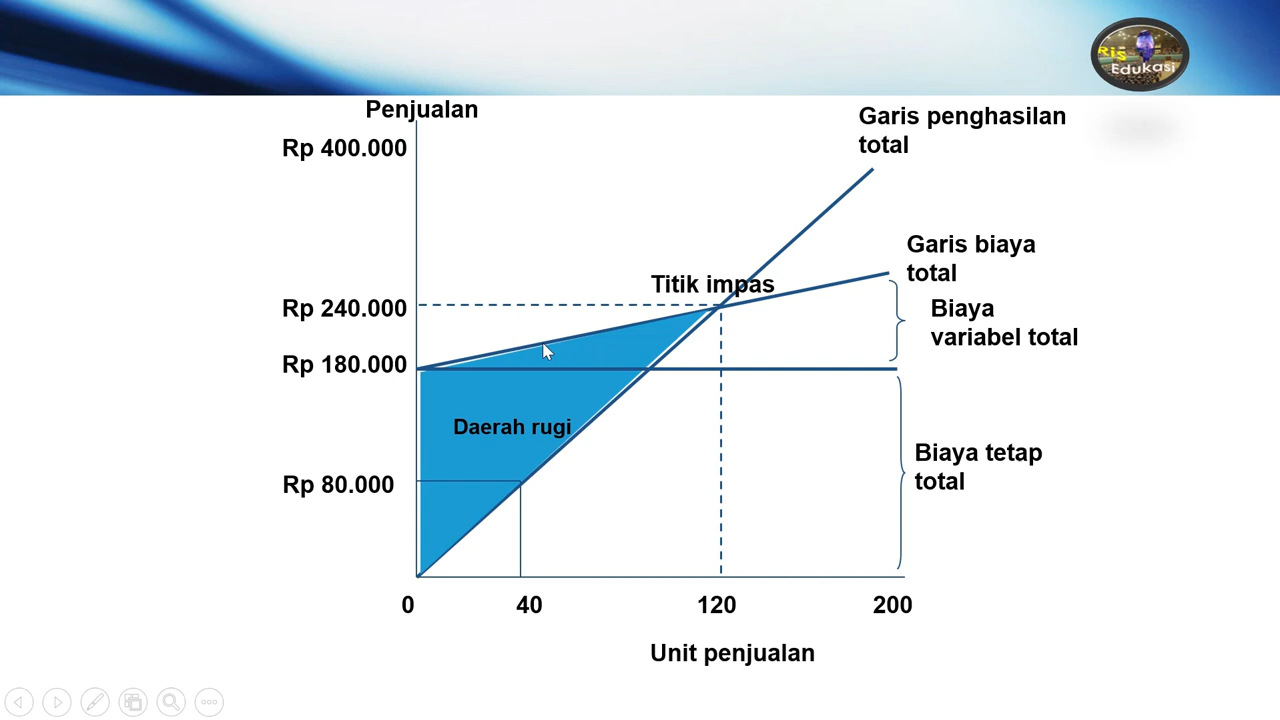 Ris
Edukasi
Penjualan
Rp 400.000
Garis penghasilan
total
Garis biaya
total
Titik impas
Rp 240.000
Biaya
variabel total
Rp 180.000
Daerah rugi
Biaya tetap
total
Rp 80.000
0
40
120
200
Unit penjualan